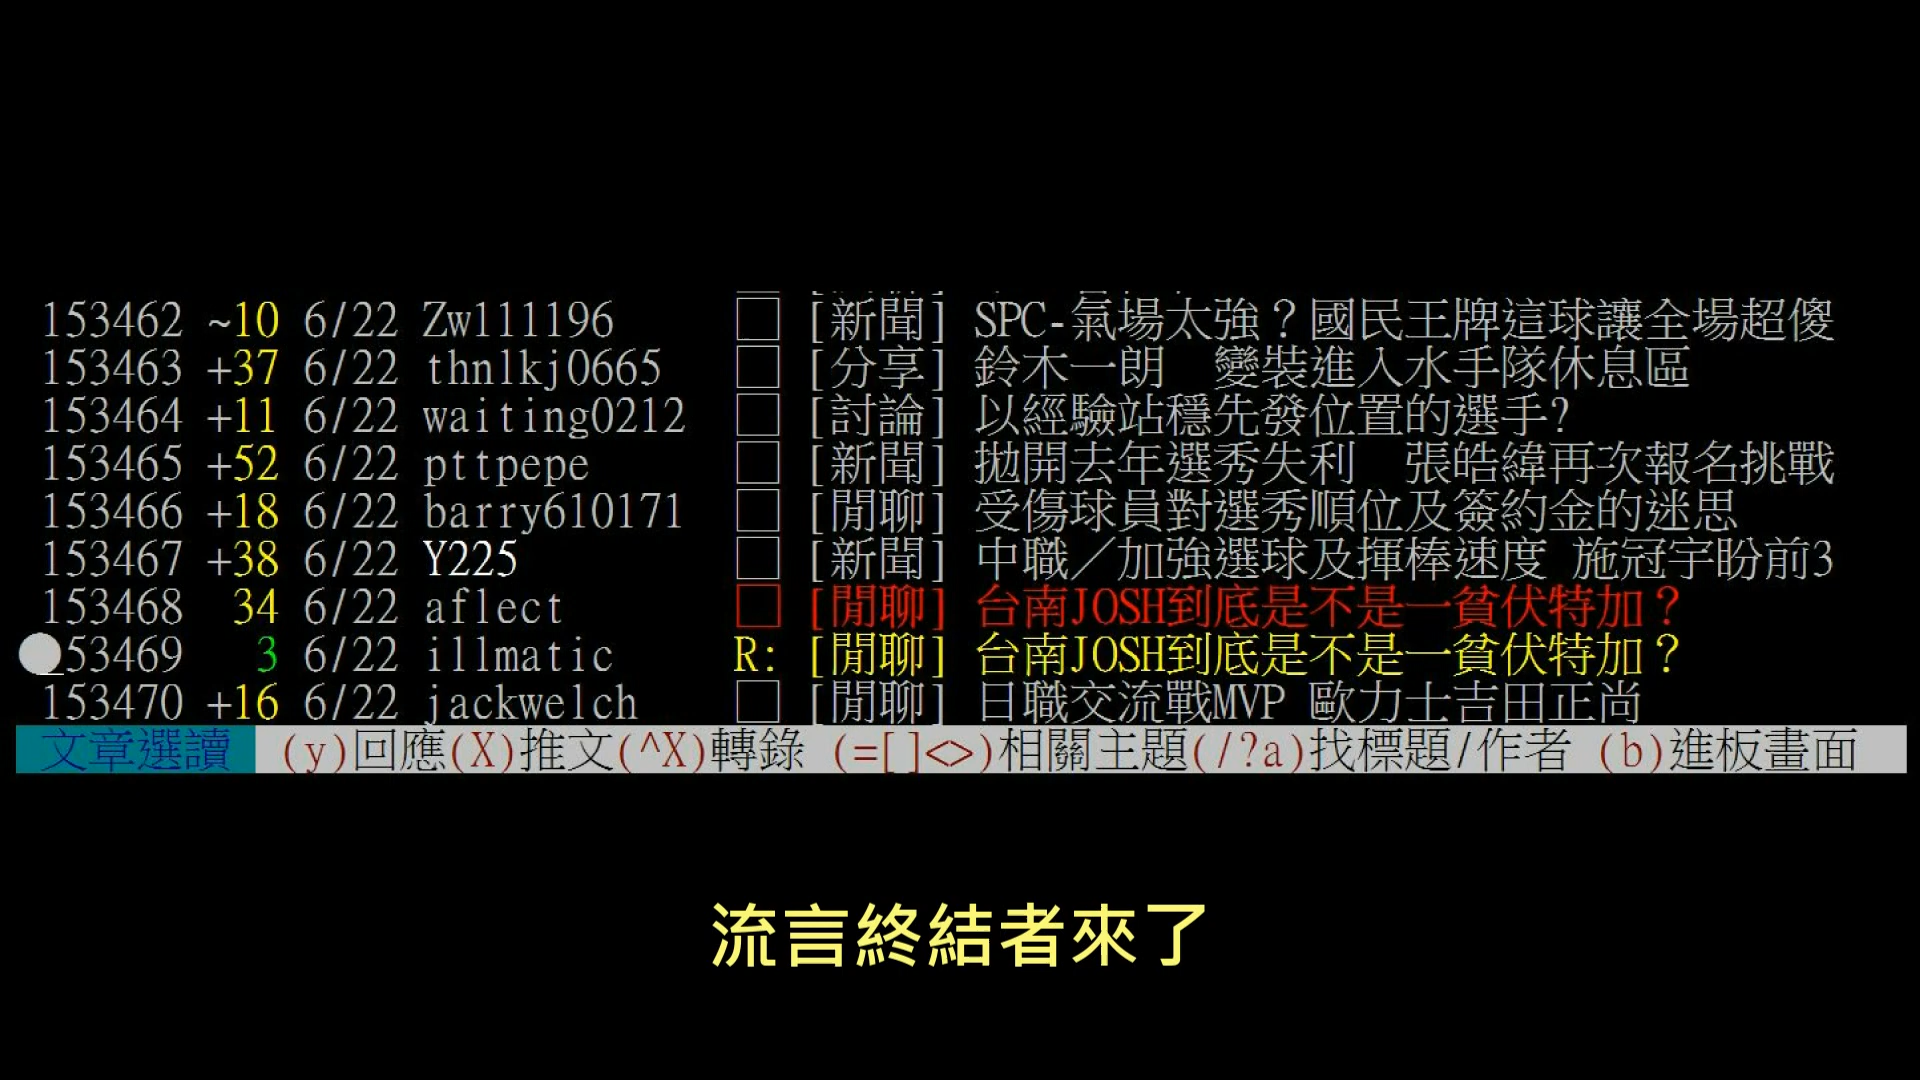 153462 ~10 6/22 Zw111196 □ [新聞] SPC-氣場太強？國民王牌這球讓全場超傻
153463 +37 6/22 thnlkj0665 □ [分享] 鈴木一朗　變裝進入水手隊休息區
153464 +11 6/22 waiting0212 □ [討論] 以經驗站穩先發位置的選手?
153465 +52 6/22 pttpepe □ [新聞] 拋開去年選秀失利　張皓緯再次報名挑戰
153466 +18 6/22 barry610171 □ [閒聊] 受傷球員對選秀順位及簽約金的迷思
153467 +38 6/22 Y225 □ [新聞] 中職／加強選球及揮棒速度 施冠宇盼前3
153468 34 6/22 aflect □ [閒聊] 台南JOSH到底是不是一貧伏特加？
●53469 3 6/22 illmatic R: [閒聊] 台南JOSH到底是不是一貧伏特加？
153470 +16 6/22 jackwelch □ [閒聊] 日職交流戰MVP 歐力士吉田正尚
文章選讀 (y)回應(X)推文(^X)轉錄 (=[]<>)相關主題(/?a)找標題/作者 (b)進板畫面
流言終結者來了